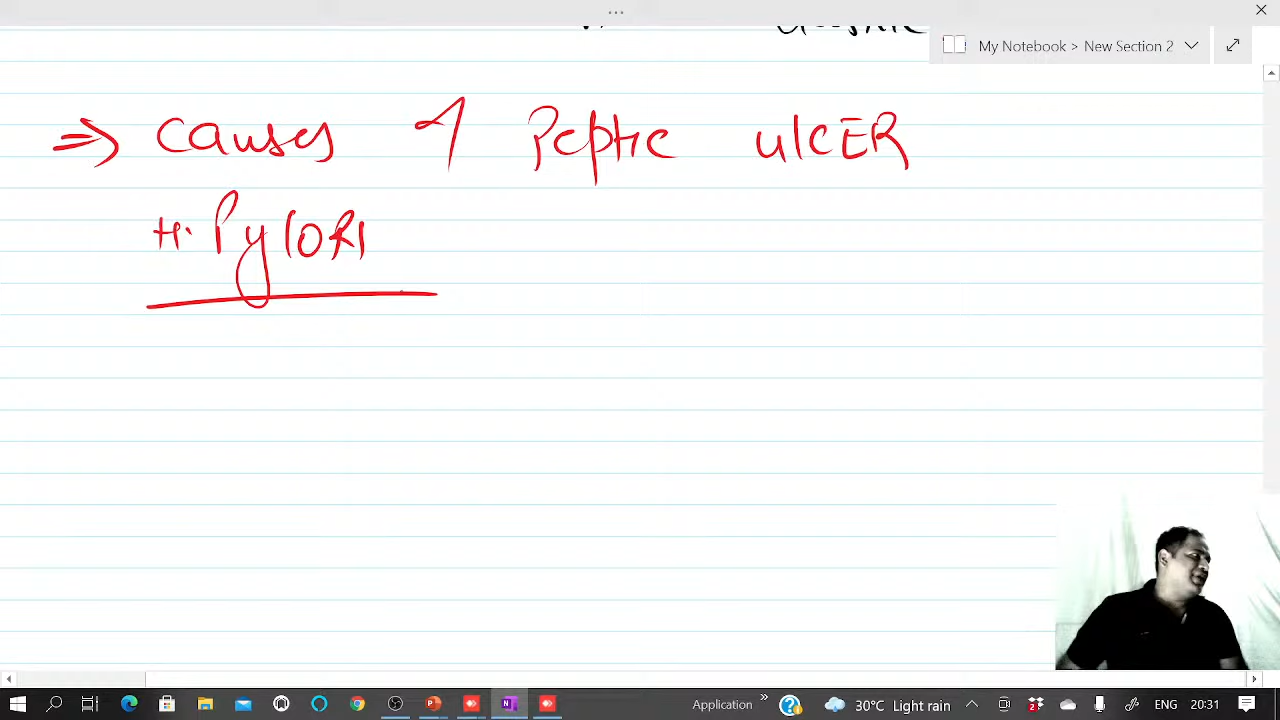 My Notebook > New Section 2
⇒ Causes of Peptic ulcER
H. PylORI
Application
30°C Light rain
ENG
20:31